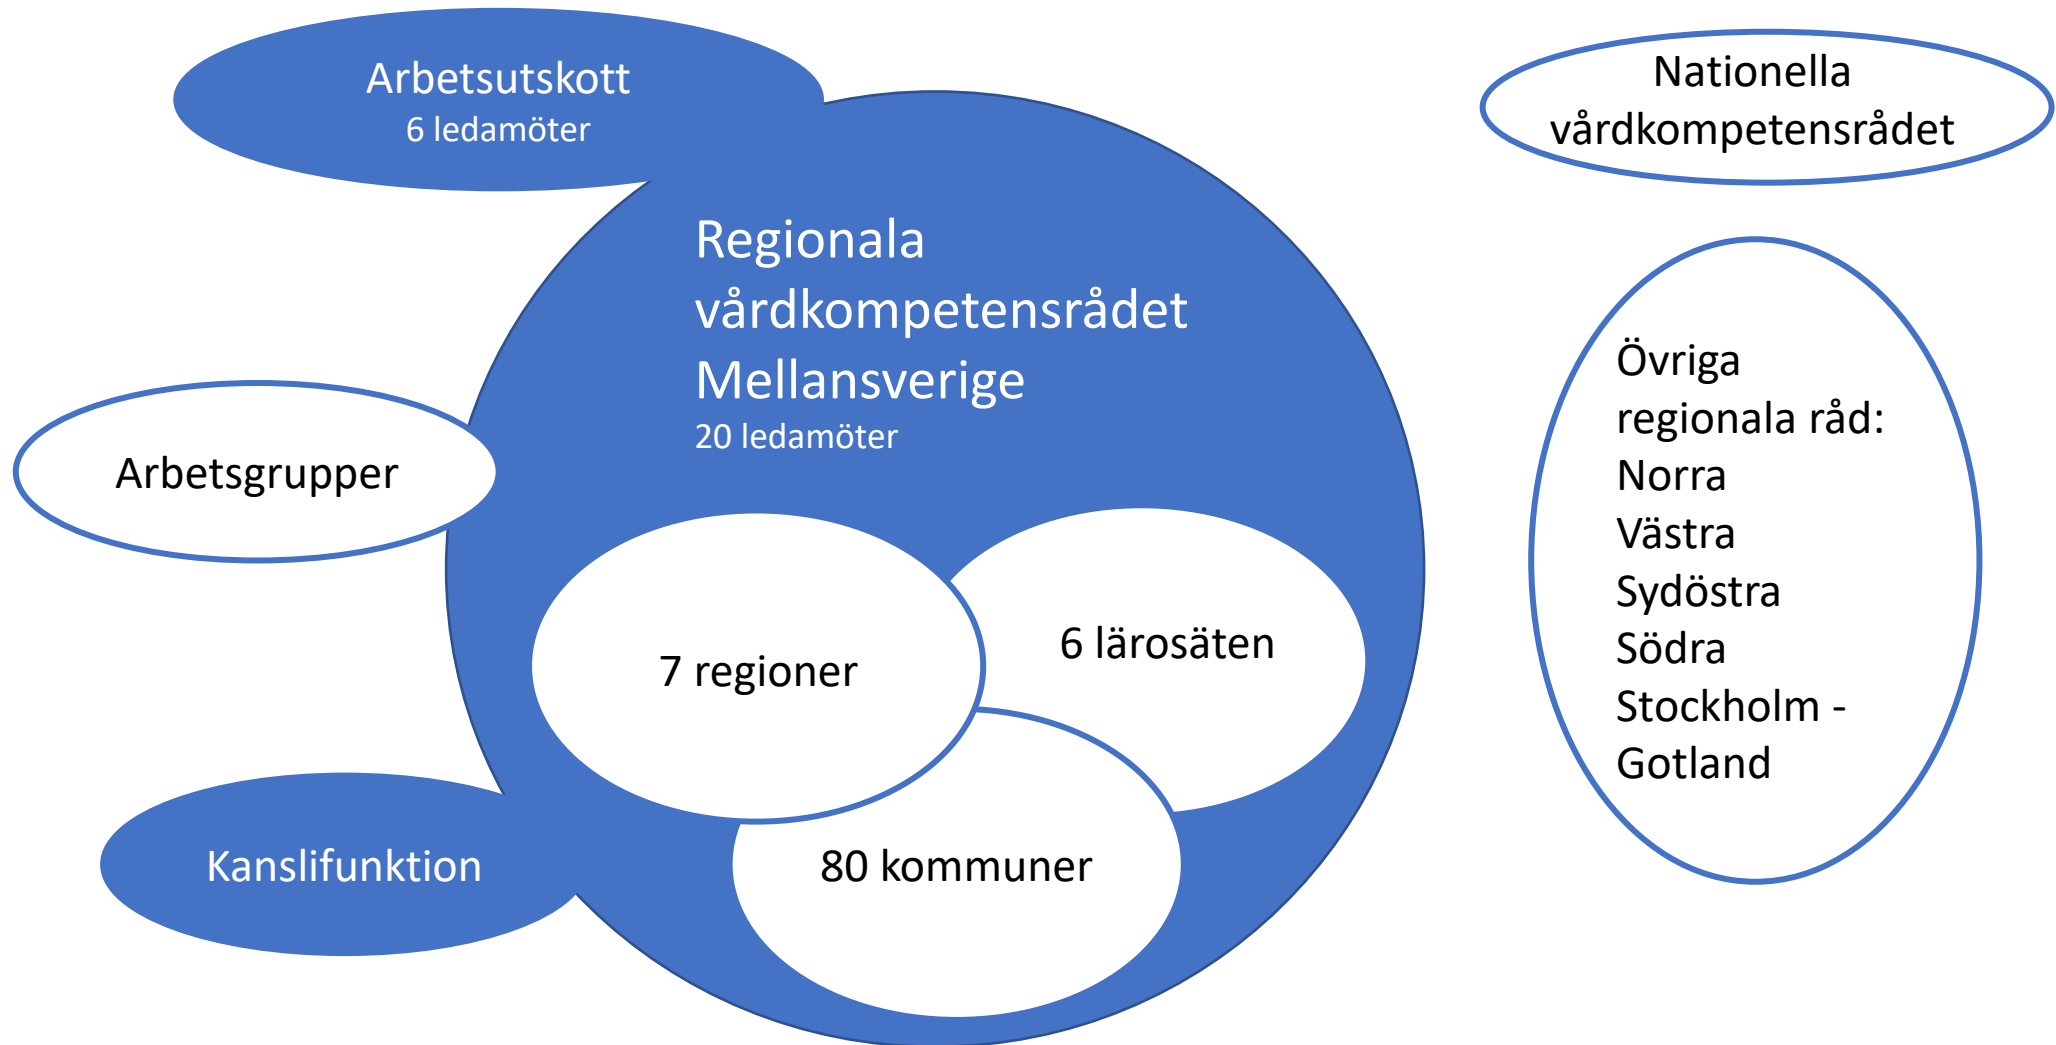 Arbetsutskott
6 ledamöter
Nationella
vårdkompetensrådet
Regionala
vårdkompetensrådet
Mellansverige
20 ledamöter
Arbetsgrupper
Övriga
regionala råd:
Norra
Västra
Sydöstra
Södra
Stockholm -
Gotland
7 regioner
6 lärosäten
80 kommuner
Kanslifunktion